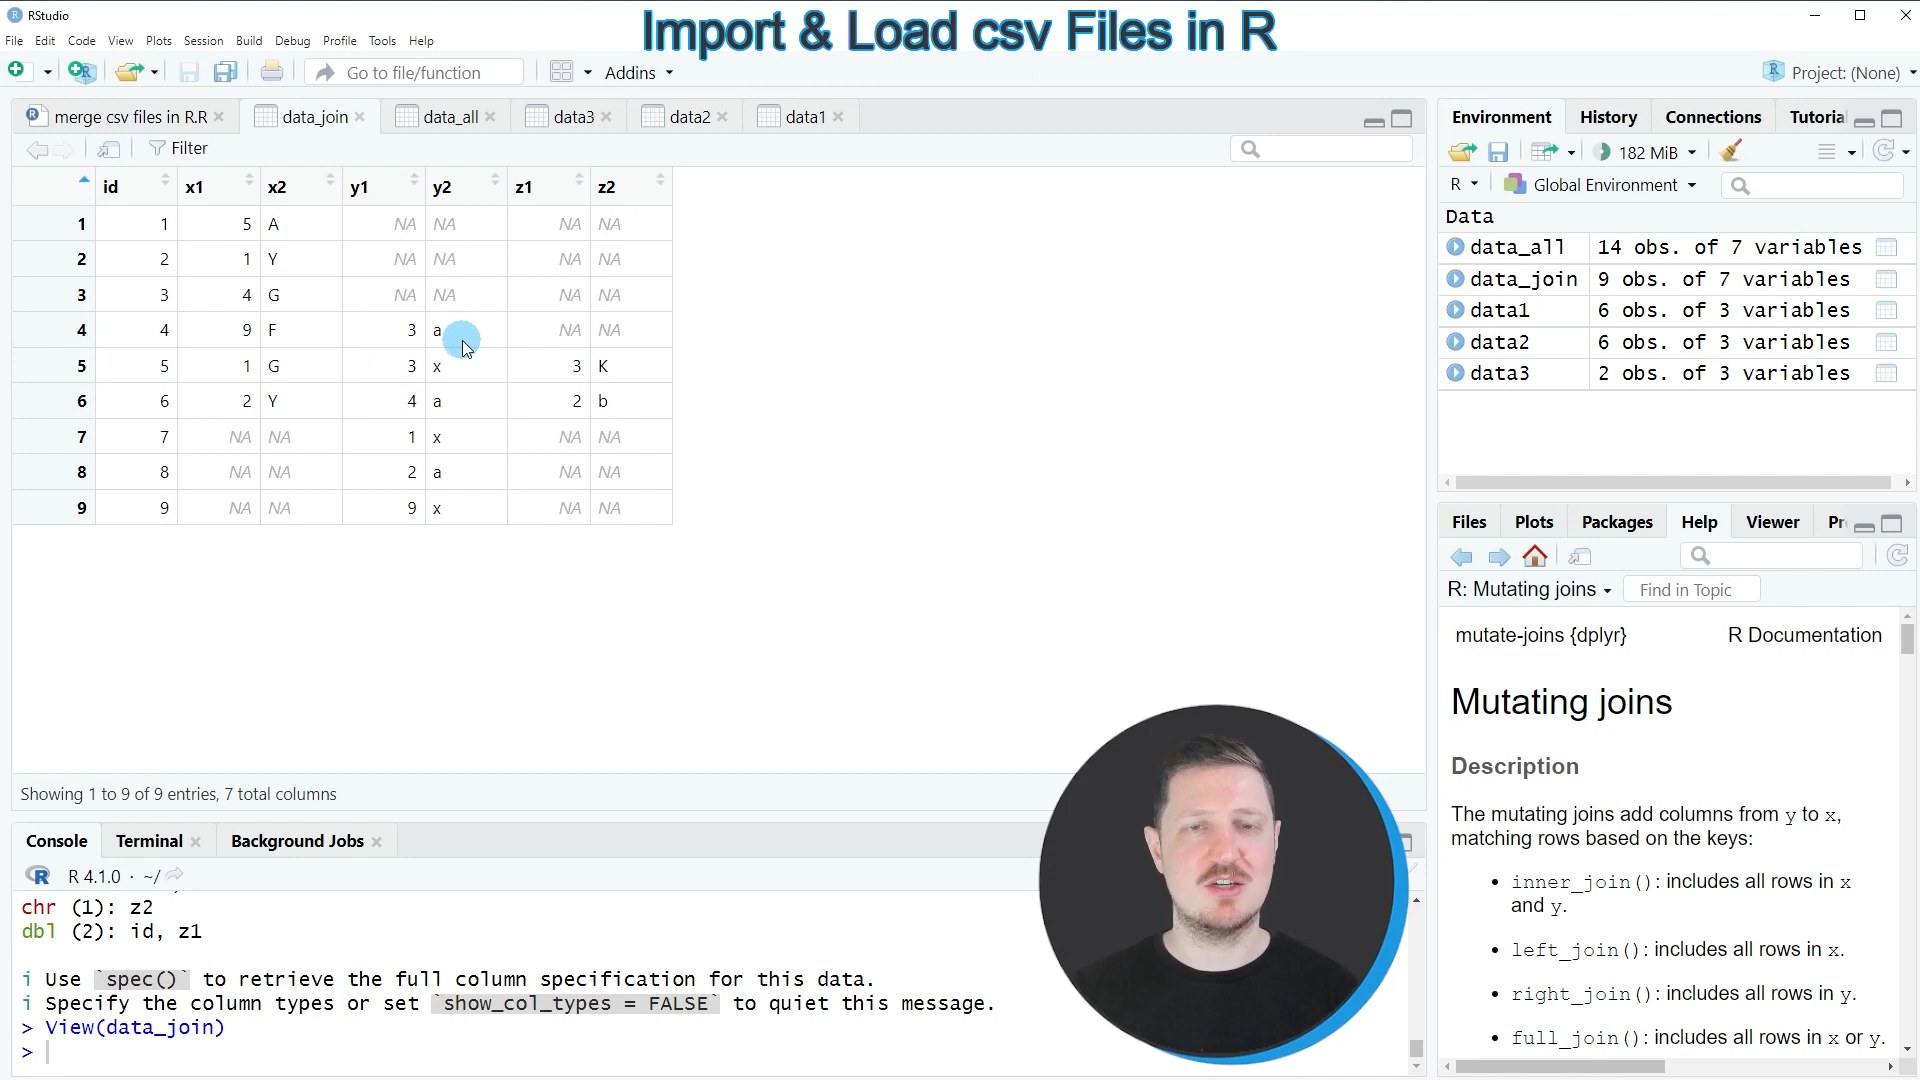 RStudio
Import & Load csv Files in R
File Edit Code View Plots Session Build Debug Profile Tools Help
Go to file/function Addins Project: (None)
merge csv files in R.R data_join data_all data3 data2 data1
Filter
id x1 x2 y1 y2 z1 z2
1 1 5 A NA NA NA NA
2 2 1 Y NA NA NA NA
3 3 4 G NA NA NA NA
4 4 9 F 3 a NA NA
5 5 1 G 3 x 3 K
6 6 2 Y 4 a 2 b
7 7 NA NA 1 x NA NA
8 8 NA NA 2 a NA NA
9 9 NA NA 9 x NA NA
Showing 1 to 9 of 9 entries, 7 total columns
Console Terminal Background Jobs
R 4.1.0 · ~/
chr (1): z2
dbl (2): id, z1
i Use `spec()` to retrieve the full column specification for this data.
i Specify the column types or set `show_col_types = FALSE` to quiet this message.
> View(data_join)
>
Environment History Connections Tutoria
182 MiB
R Global Environment
Data
data_all 14 obs. of 7 variables
data_join 9 obs. of 7 variables
data1 6 obs. of 3 variables
data2 6 obs. of 3 variables
data3 2 obs. of 3 variables
Files Plots Packages Help Viewer Pr
R: Mutating joins Find in Topic
mutate-joins {dplyr} R Documentation
Mutating joins
Description
The mutating joins add columns from y to x,
matching rows based on the keys:
• inner_join(): includes all rows in x
and y.
• left_join(): includes all rows in x.
• right_join(): includes all rows in y.
• full_join(): includes all rows in x or y.